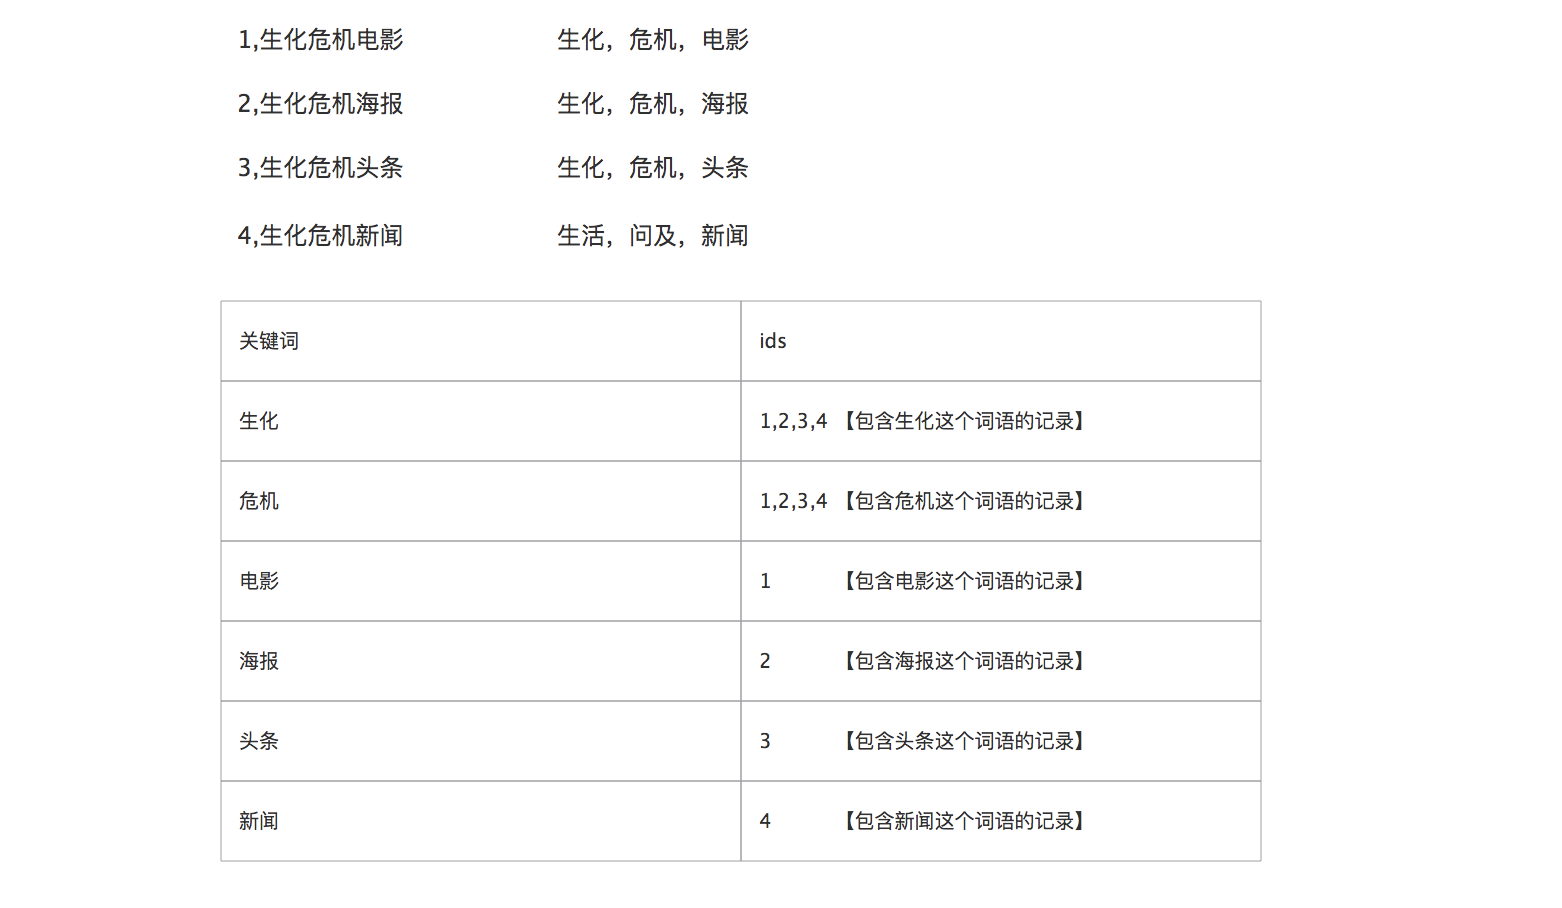 1,生化危机电影 生化，危机，电影
2,生化危机海报 生化，危机，海报
3,生化危机头条 生化，危机，头条
4,生化危机新闻 生活，问及，新闻
关键词 ids
生化 1,2,3,4 【包含生化这个词语的记录】
危机 1,2,3,4 【包含危机这个词语的记录】
电影 1 【包含电影这个词语的记录】
海报 2 【包含海报这个词语的记录】
头条 3 【包含头条这个词语的记录】
新闻 4 【包含新闻这个词语的记录】